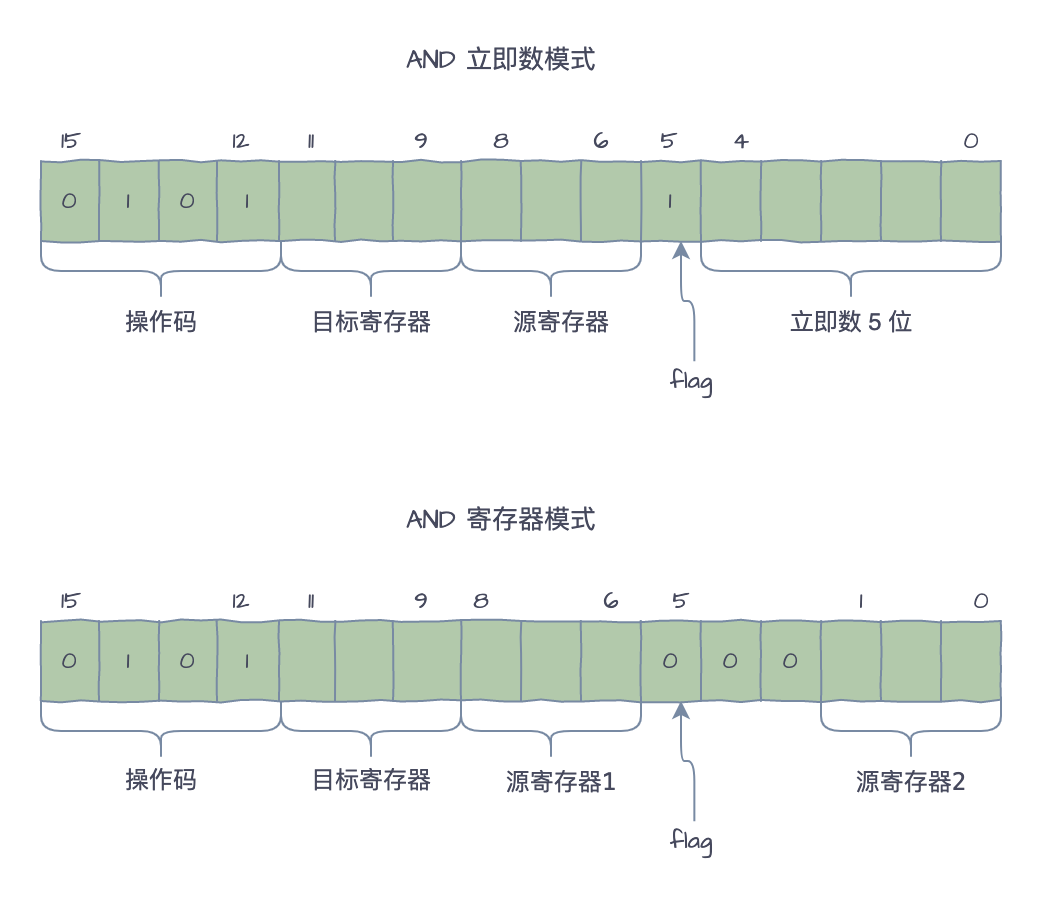 AND 立即数模式
15 12 11 9 8 6 5 4 0
0 1 0 1 1
操作码 目标寄存器 源寄存器 立即数 5 位
flag
AND 寄存器模式
15 12 11 9 8 6 5 1 0
0 1 0 1 0 0 0
操作码 目标寄存器 源寄存器1 源寄存器2
flag